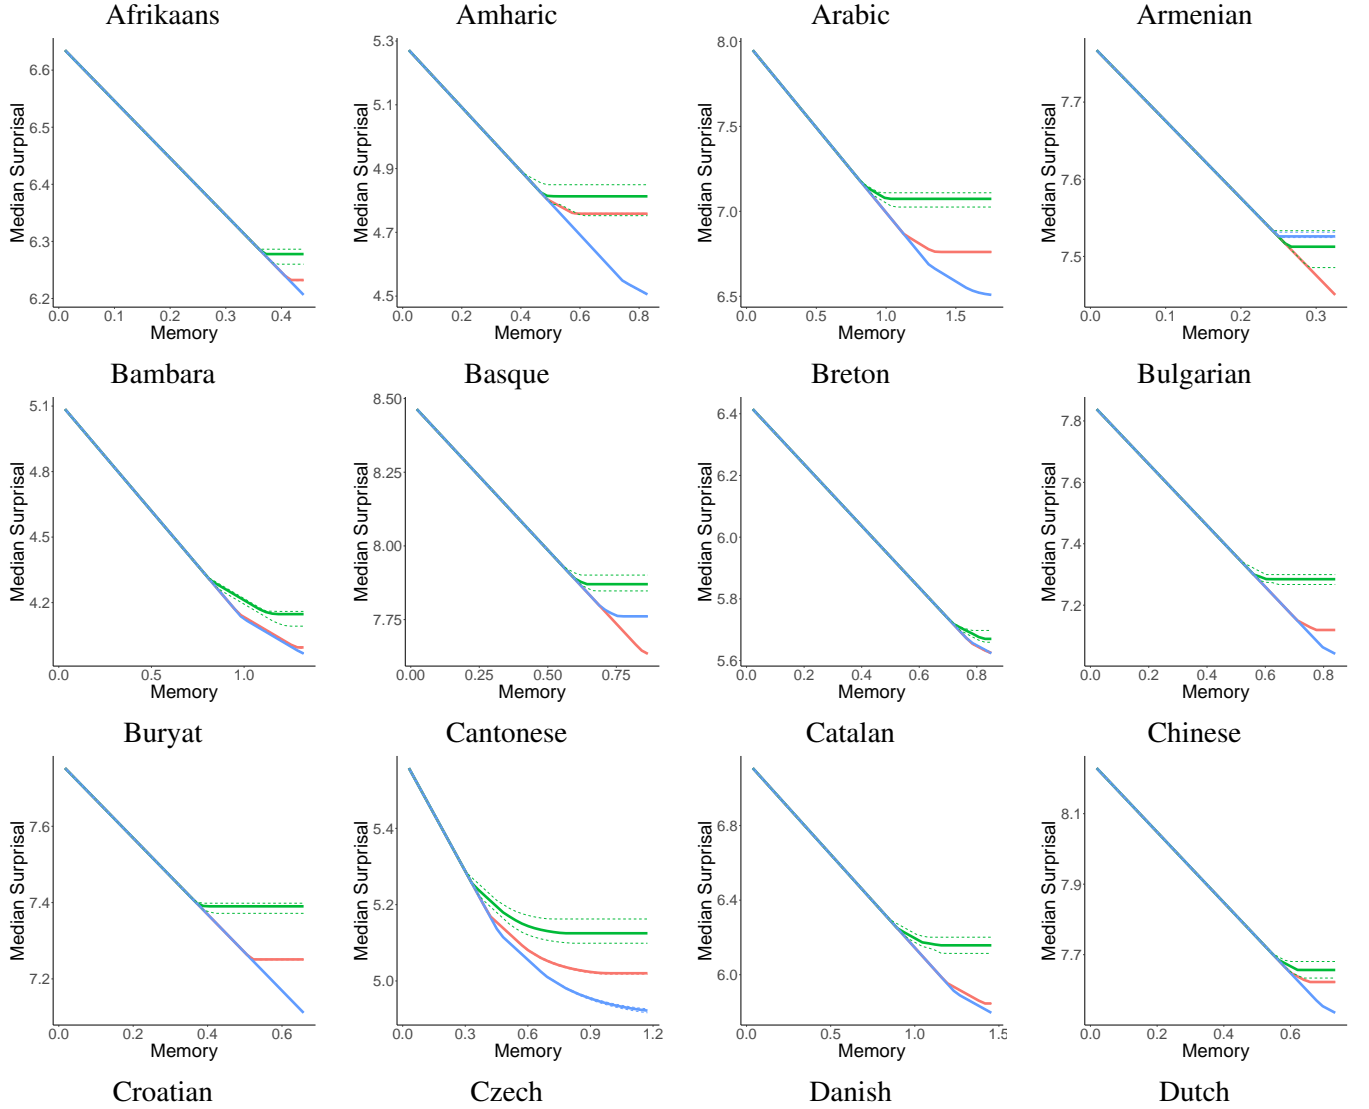 Afrikaans Amharic Arabic Armenian
6.6 6.5 6.4 6.3 6.2
Median Surprisal
0.0 0.1 0.2 0.3 0.4
Memory
5.3 5.1 4.9 4.7 4.5
Median Surprisal
0.0 0.2 0.4 0.6 0.8
Memory
8.0 7.5 7.0 6.5
Median Surprisal
0.0 0.5 1.0 1.5
Memory
7.7 7.6 7.5
Median Surprisal
0.0 0.1 0.2 0.3
Memory
Bambara Basque Breton Bulgarian
5.1 4.8 4.5 4.2
Median Surprisal
0.0 0.5 1.0
Memory
8.50 8.25 8.00 7.75
Median Surprisal
0.00 0.25 0.50 0.75
Memory
6.4 6.2 6.0 5.8 5.6
Median Surprisal
0.0 0.2 0.4 0.6 0.8
Memory
7.8 7.6 7.4 7.2
Median Surprisal
0.0 0.2 0.4 0.6 0.8
Memory
Buryat Cantonese Catalan Chinese
7.6 7.4 7.2
Median Surprisal
0.0 0.2 0.4 0.6
Memory
5.4 5.2 5.0
Median Surprisal
0.0 0.3 0.6 0.9 1.2
Memory
6.8 6.4 6.0
Median Surprisal
0.0 0.5 1.0 1.5
Memory
8.1 7.9 7.7
Median Surprisal
0.0 0.2 0.4 0.6
Memory
Croatian Czech Danish Dutch